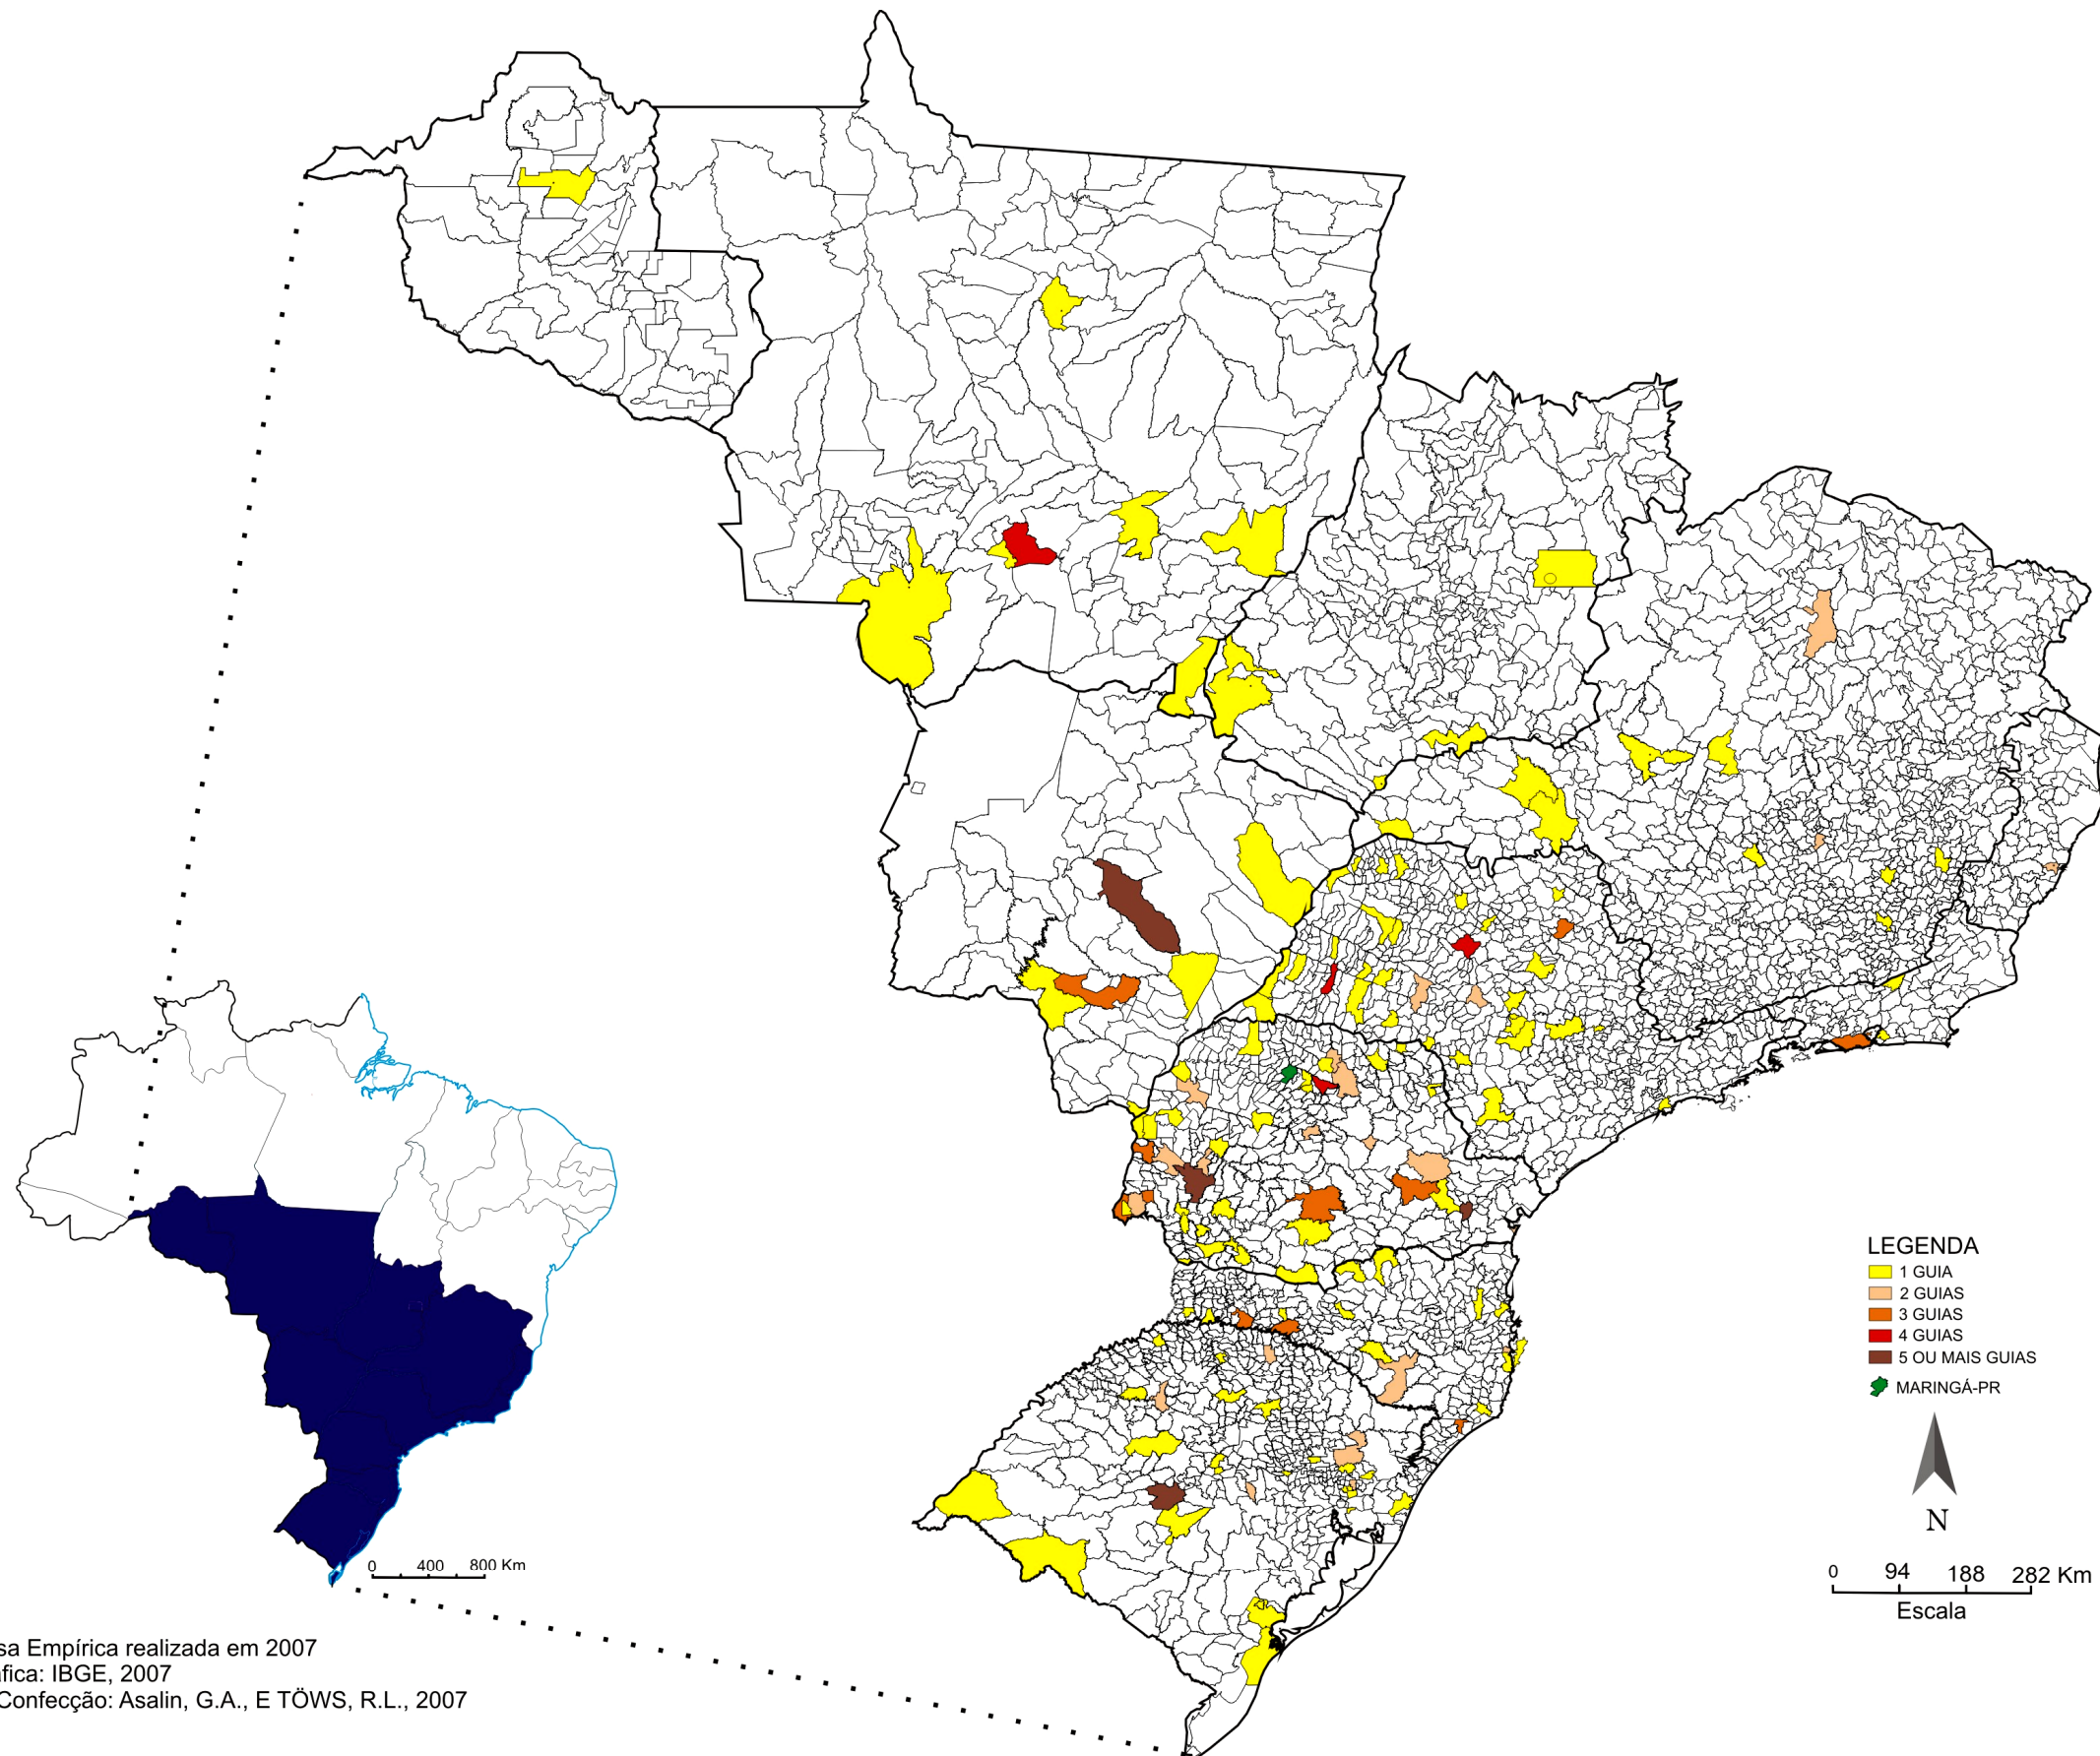 LEGENDA
1 GUIA
2 GUIAS
3 GUIAS
4 GUIAS
5 OU MAIS GUIAS
MARINGÁ-PR
N
0 94 188 282 Km
Escala
0 400 800 Km
sa Empírica realizada em 2007
fica: IBGE, 2007
Confecção: Asalin, G.A., E TÖWS, R.L., 2007